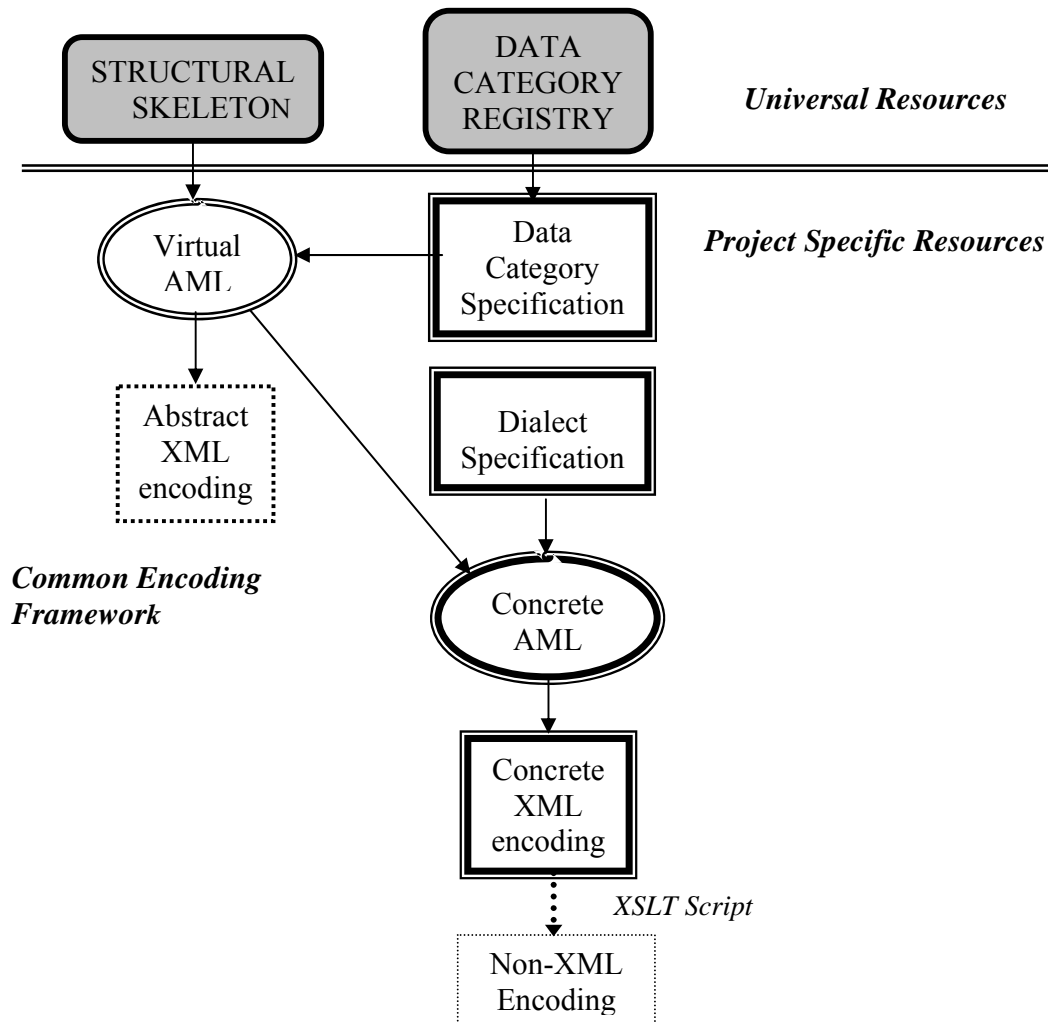 STRUCTURAL
SKELETON
DATA
CATEGORY
REGISTRY
Universal Resources
Virtual
AML
Data
Category
Specification
Project Specific Resources
Abstract
XML
encoding
Dialect
Specification
Common Encoding
Framework
Concrete
AML
Concrete
XML
encoding
XSLT Script
Non-XML
Encoding